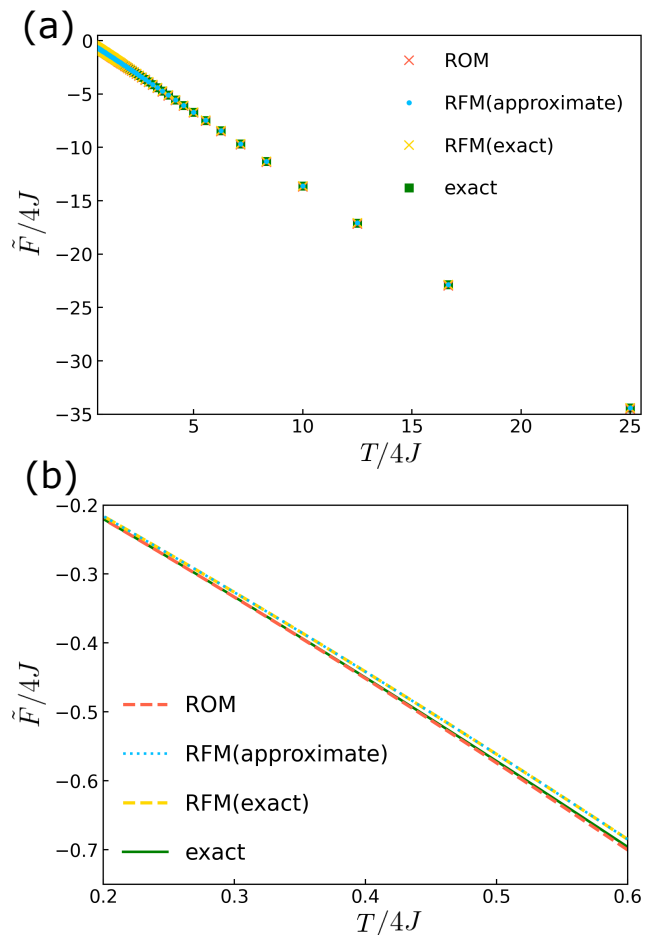 (a)
0
−5
−10
−15
−20
−25
−30
−35
F̃/4J
ROM
RFM(approximate)
RFM(exact)
exact
5
10
15
20
25
T/4J
(b)
−0.2
−0.3
−0.4
−0.5
−0.6
−0.7
F̃/4J
ROM
RFM(approximate)
RFM(exact)
exact
0.2
0.3
0.4
0.5
0.6
T/4J